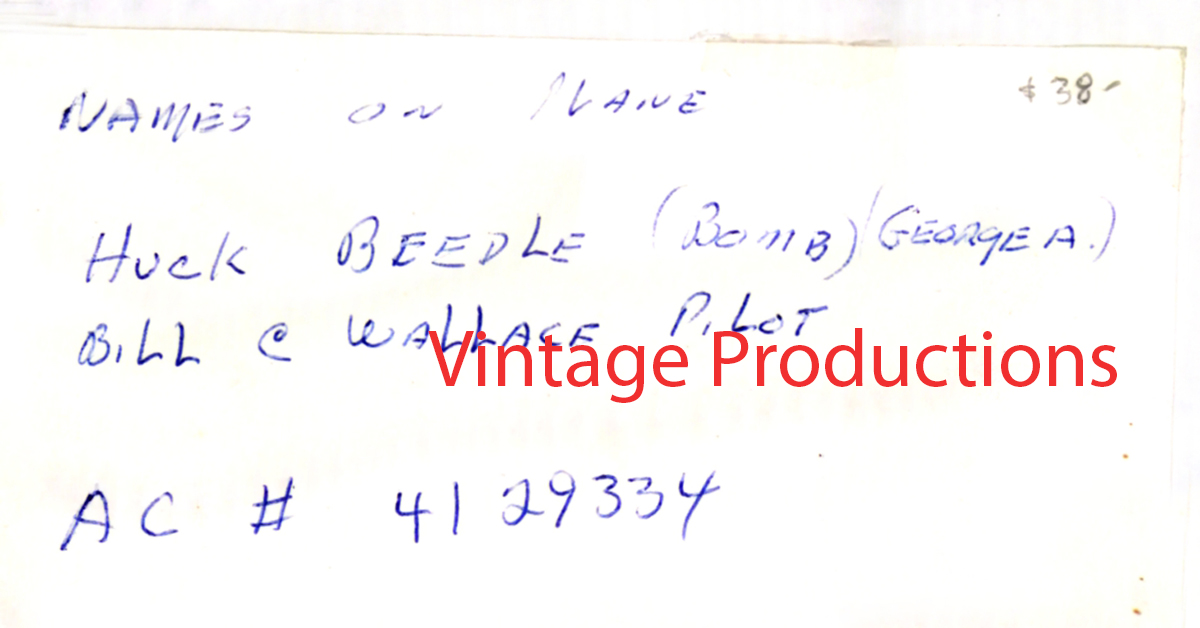 NAMES ON PLANE $38-
HUCK BEEDLE (BOMB) (GEORGE A.)
BILL C WALLACE PILOT
Vintage Productions
AC # 41 29334